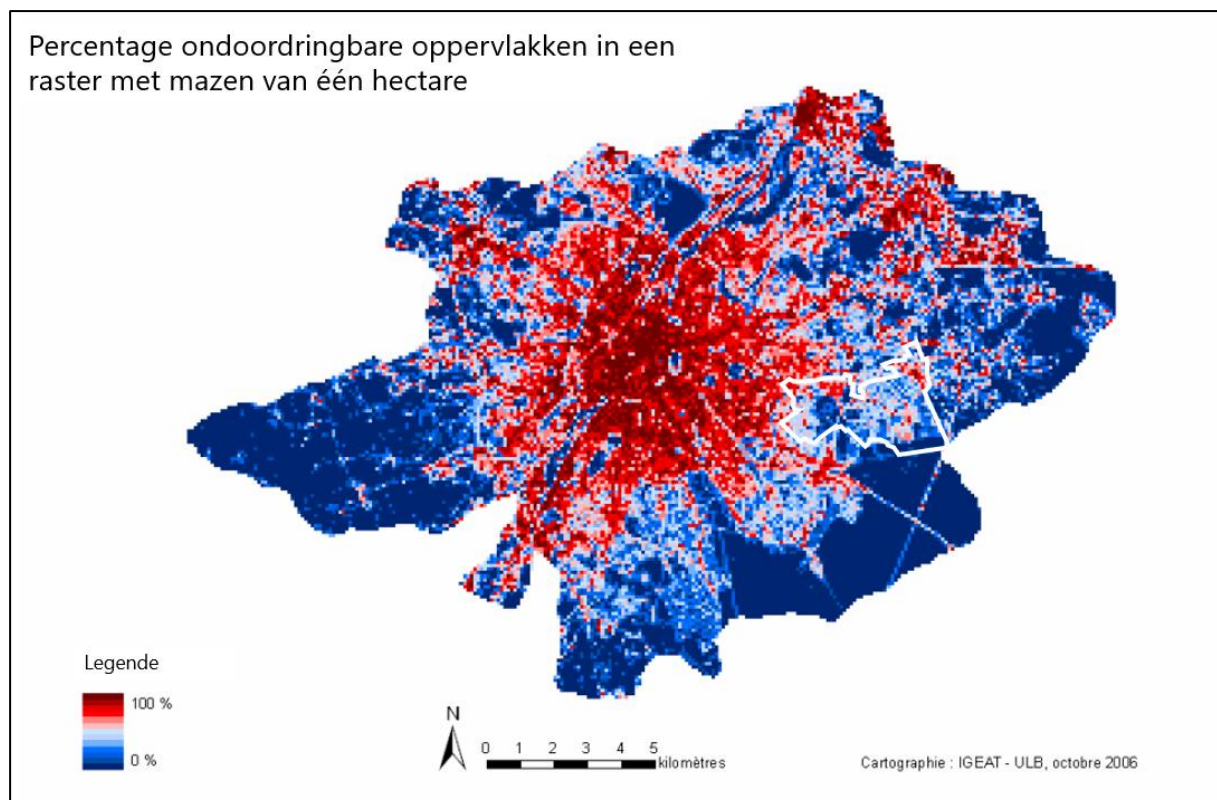 Percentage ondoordringbare oppervlakken in een
raster met mazen van één hectare
Legende
100 %
0 %
N
0 1 2 3 4 5
kilomètres
Cartographie : IGEAT - ULB, octobre 2006